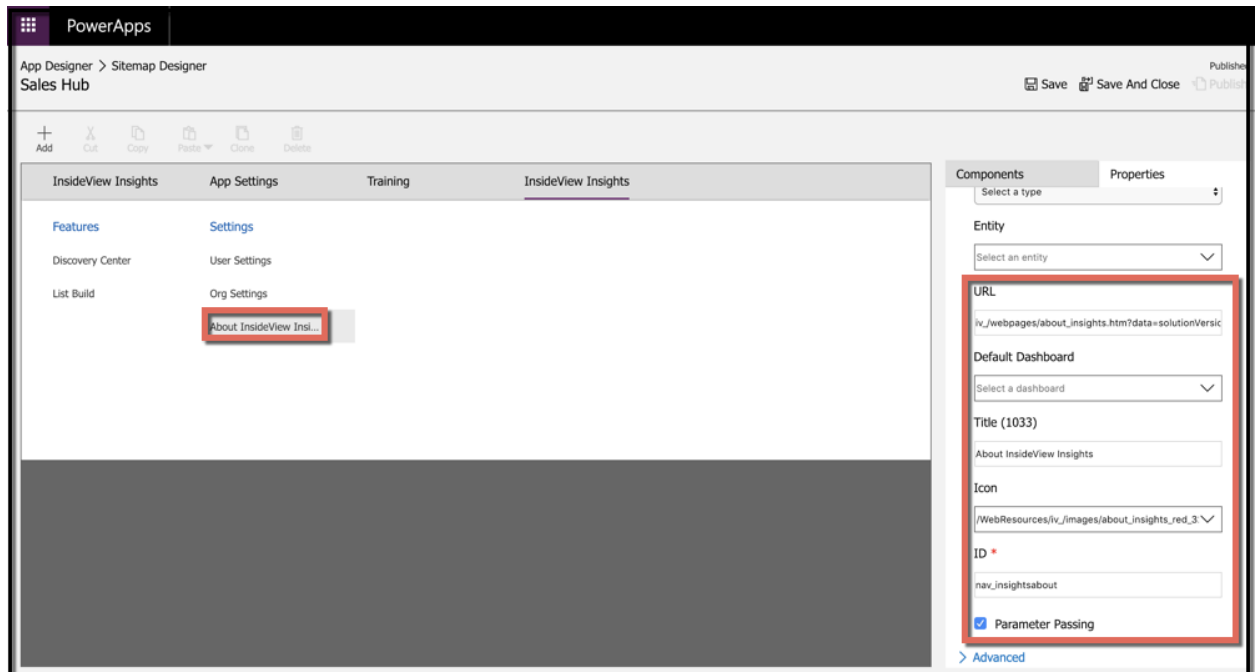 PowerApps
App Designer > Sitemap Designer
Sales Hub
Published
Save Save And Close Publish
Add Cut Copy Paste Clone Delete
InsideView Insights App Settings Training InsideView Insights
Features Settings
Discovery Center User Settings
List Build Org Settings
About InsideView Insi...
Components Properties
Select a type
Entity
Select an entity
URL
iv_/webpages/about_insights.htm?data=solutionVersic
Default Dashboard
Select a dashboard
Title (1033)
About InsideView Insights
Icon
/WebResources/iv_/images/about_insights_red_3
ID *
nav_insightsabout
Parameter Passing
> Advanced